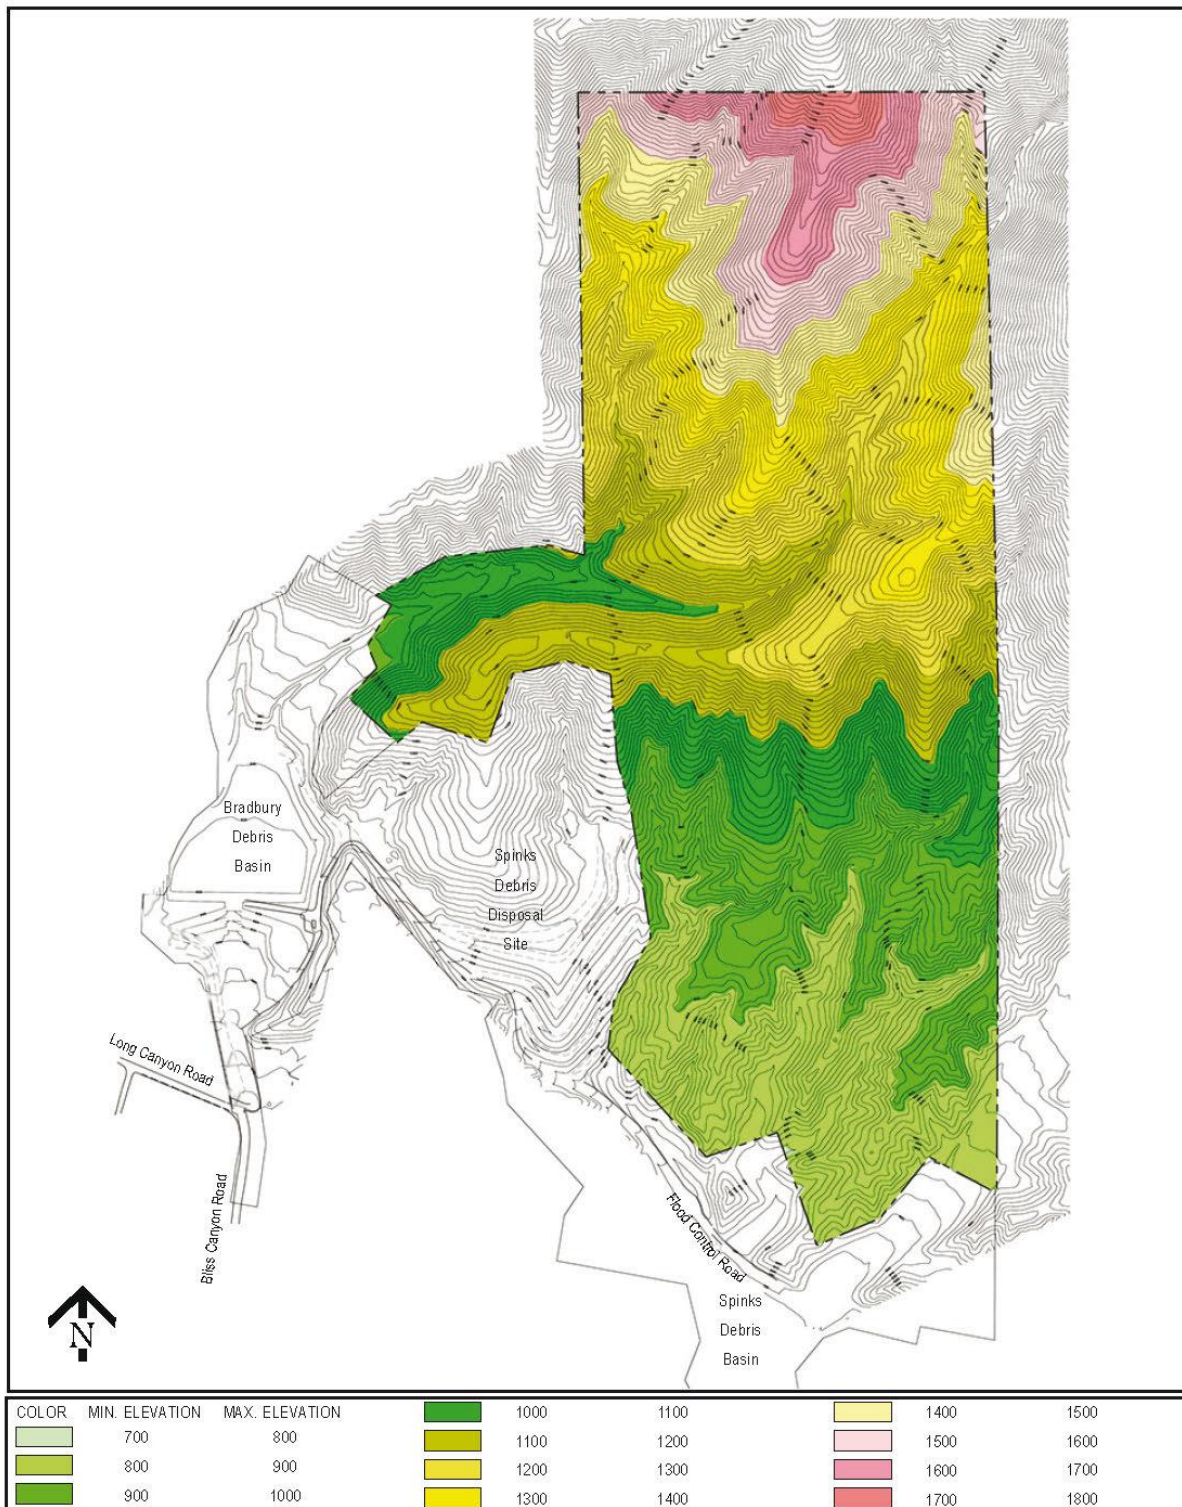 Bradbury
Debris
Basin
Spinks
Debris
Disposal
Site
Long Canyon Road
Bliss Canyon Road
Flood Control Road
Spinks
Debris
Basin
N
COLOR MIN. ELEVATION MAX. ELEVATION
700 800
800 900
900 1000
1000 1100
1100 1200
1200 1300
1300 1400
1400 1500
1500 1600
1600 1700
1700 1800